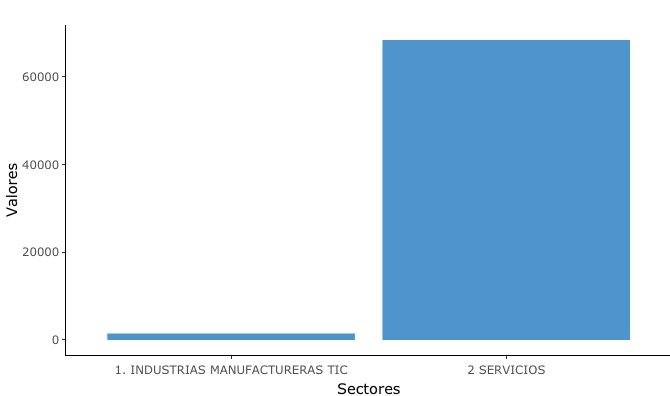 60000
40000
20000
0
Valores
1. INDUSTRIAS MANUFACTURERAS TIC
2 SERVICIOS
Sectores